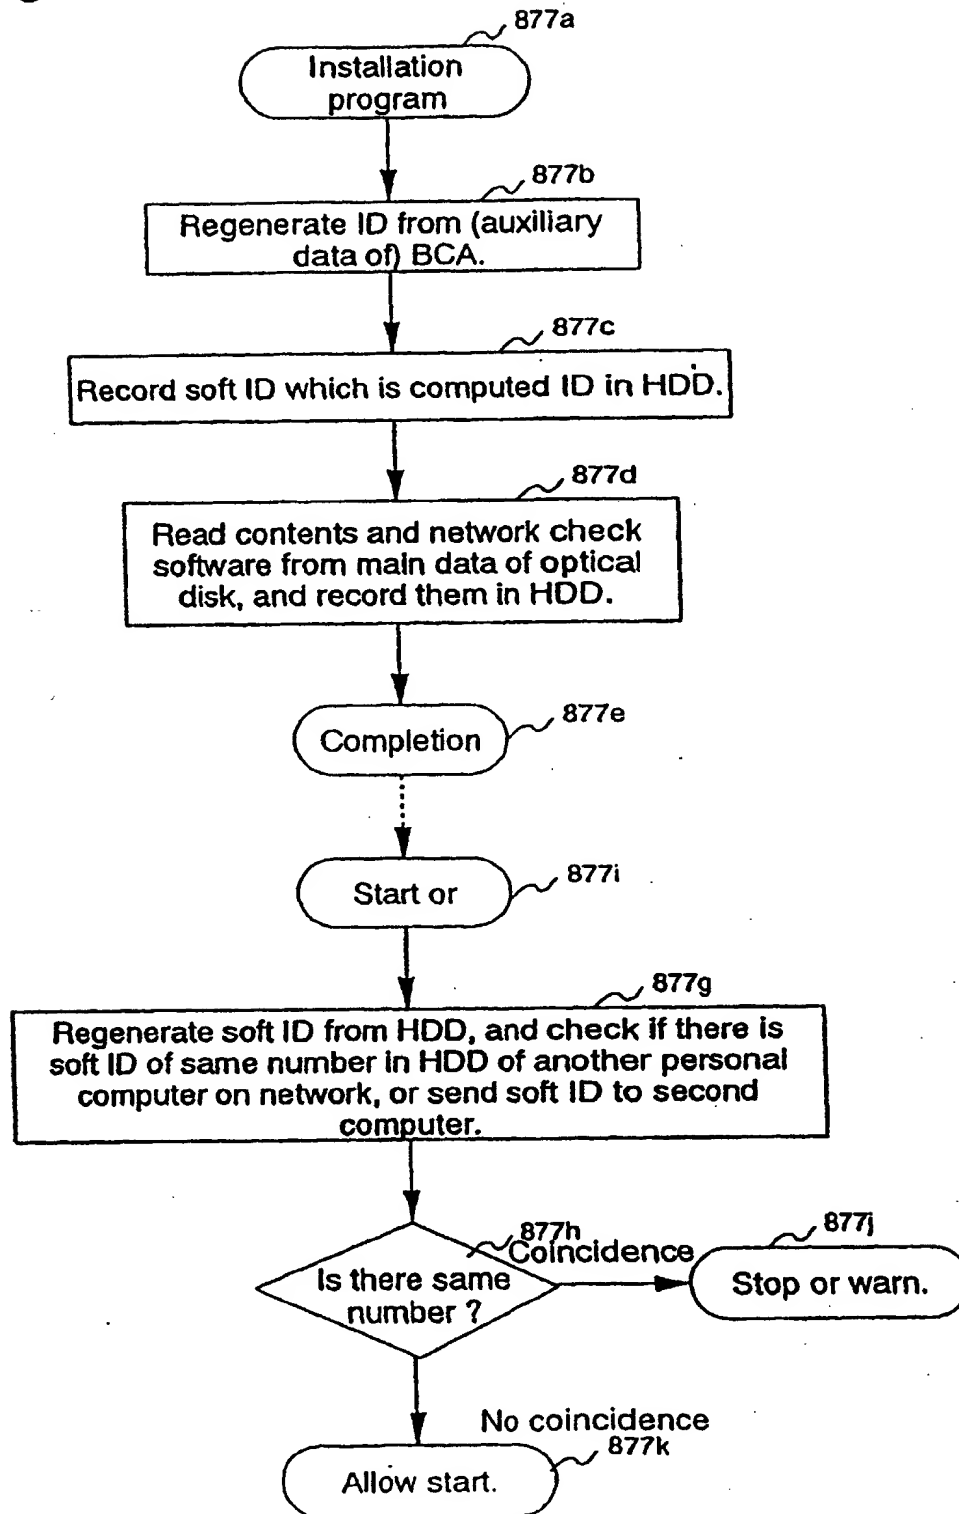 877a
Installation
program
877b
Regenerate ID from (auxiliary
data of) BCA.
877c
Record soft ID which is computed ID in HDD.
877d
Read contents and network check
software from main data of optical
disk, and record them in HDD.
877e
Completion
877i
Start or
877g
Regenerate soft ID from HDD, and check if there is
soft ID of same number in HDD of another personal
computer on network, or send soft ID to second
computer.
877h
Coincidence
877j
Is there same
number ?
Stop or warn.
No coincidence
877k
Allow start.